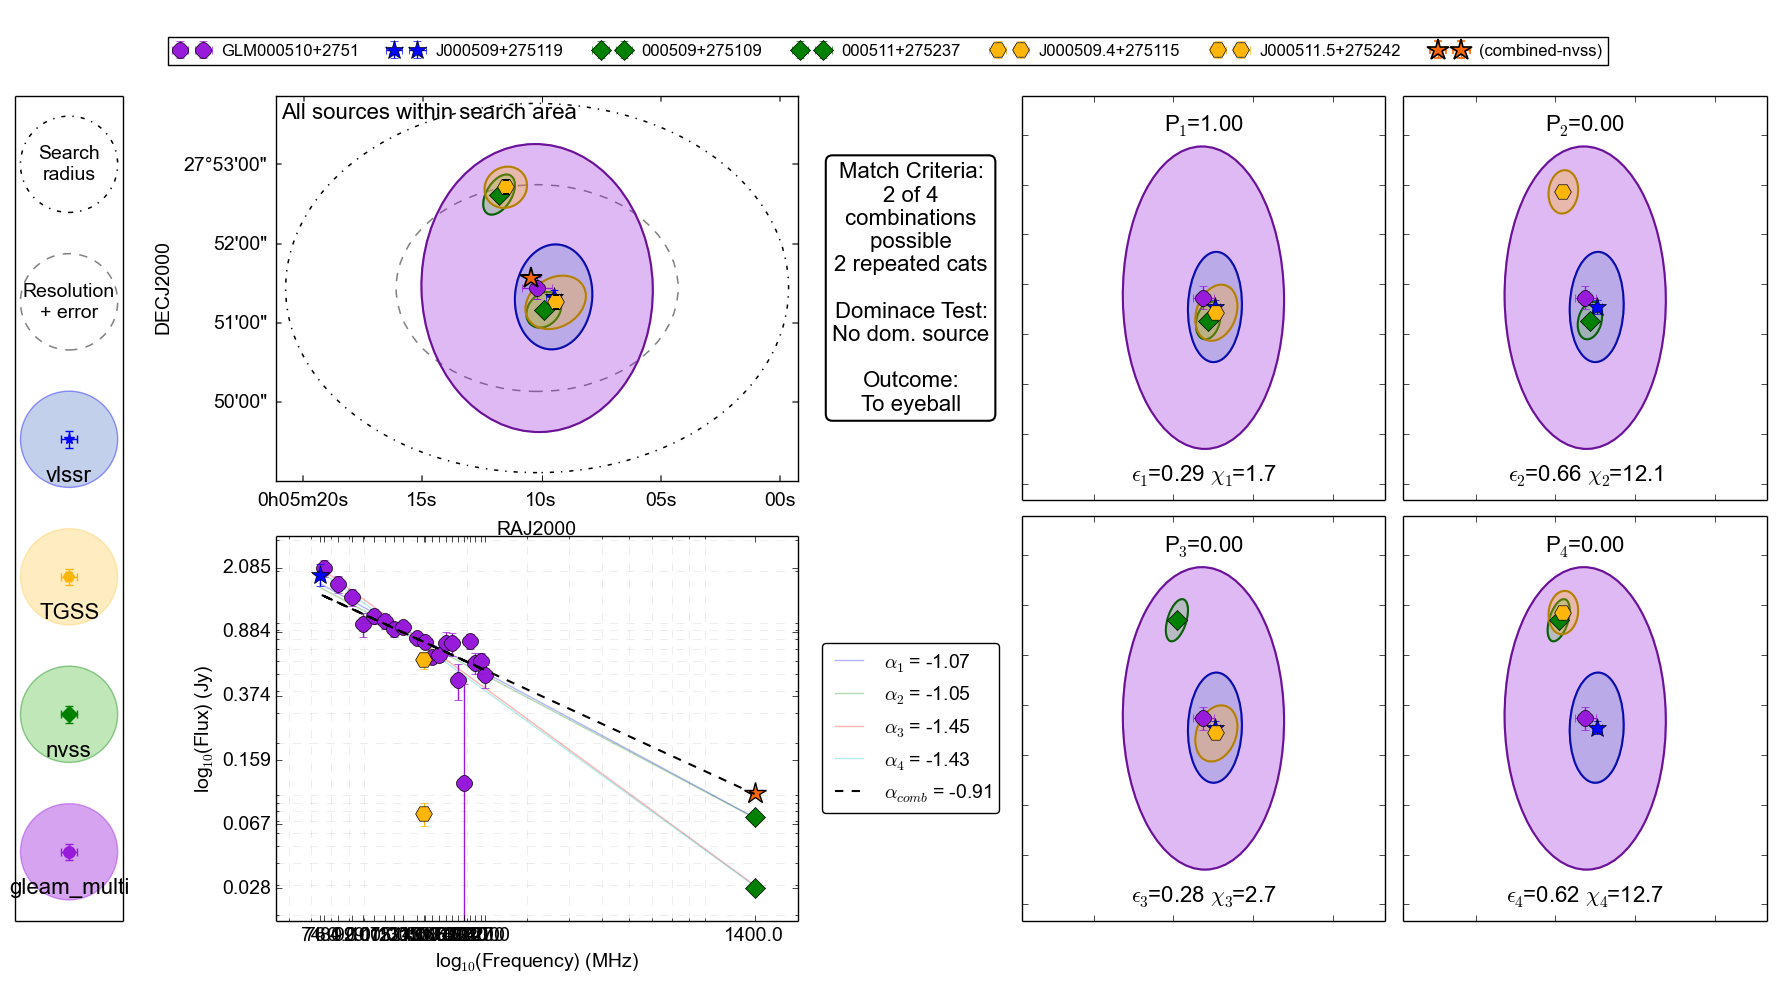 GLM000510+2751 J000509+275119 000509+275109 000511+275237 J000509.4+275115 J000511.5+275242 (combined-nvss)
Search
radius
Resolution
+ error
vlssr
TGSS
nvss
gleam_multi
All sources within search area
DECJ2000
27°53'00"
52'00"
51'00"
50'00"
0h05m20s 15s 10s 05s 00s
RAJ2000
Match Criteria:
2 of 4
combinations
possible
2 repeated cats
Dominace Test:
No dom. source
Outcome:
To eyeball
log10(Flux) (Jy)
2.085
0.884
0.374
0.159
0.067
0.028
1400.0
log10(Frequency) (MHz)
α1 = -1.07
α2 = -1.05
α3 = -1.45
α4 = -1.43
αcomb = -0.91
P1=1.00
ϵ1=0.29 χ1=1.7
P2=0.00
ϵ2=0.66 χ2=12.1
P3=0.00
ϵ3=0.28 χ3=2.7
P4=0.00
ϵ4=0.62 χ4=12.7